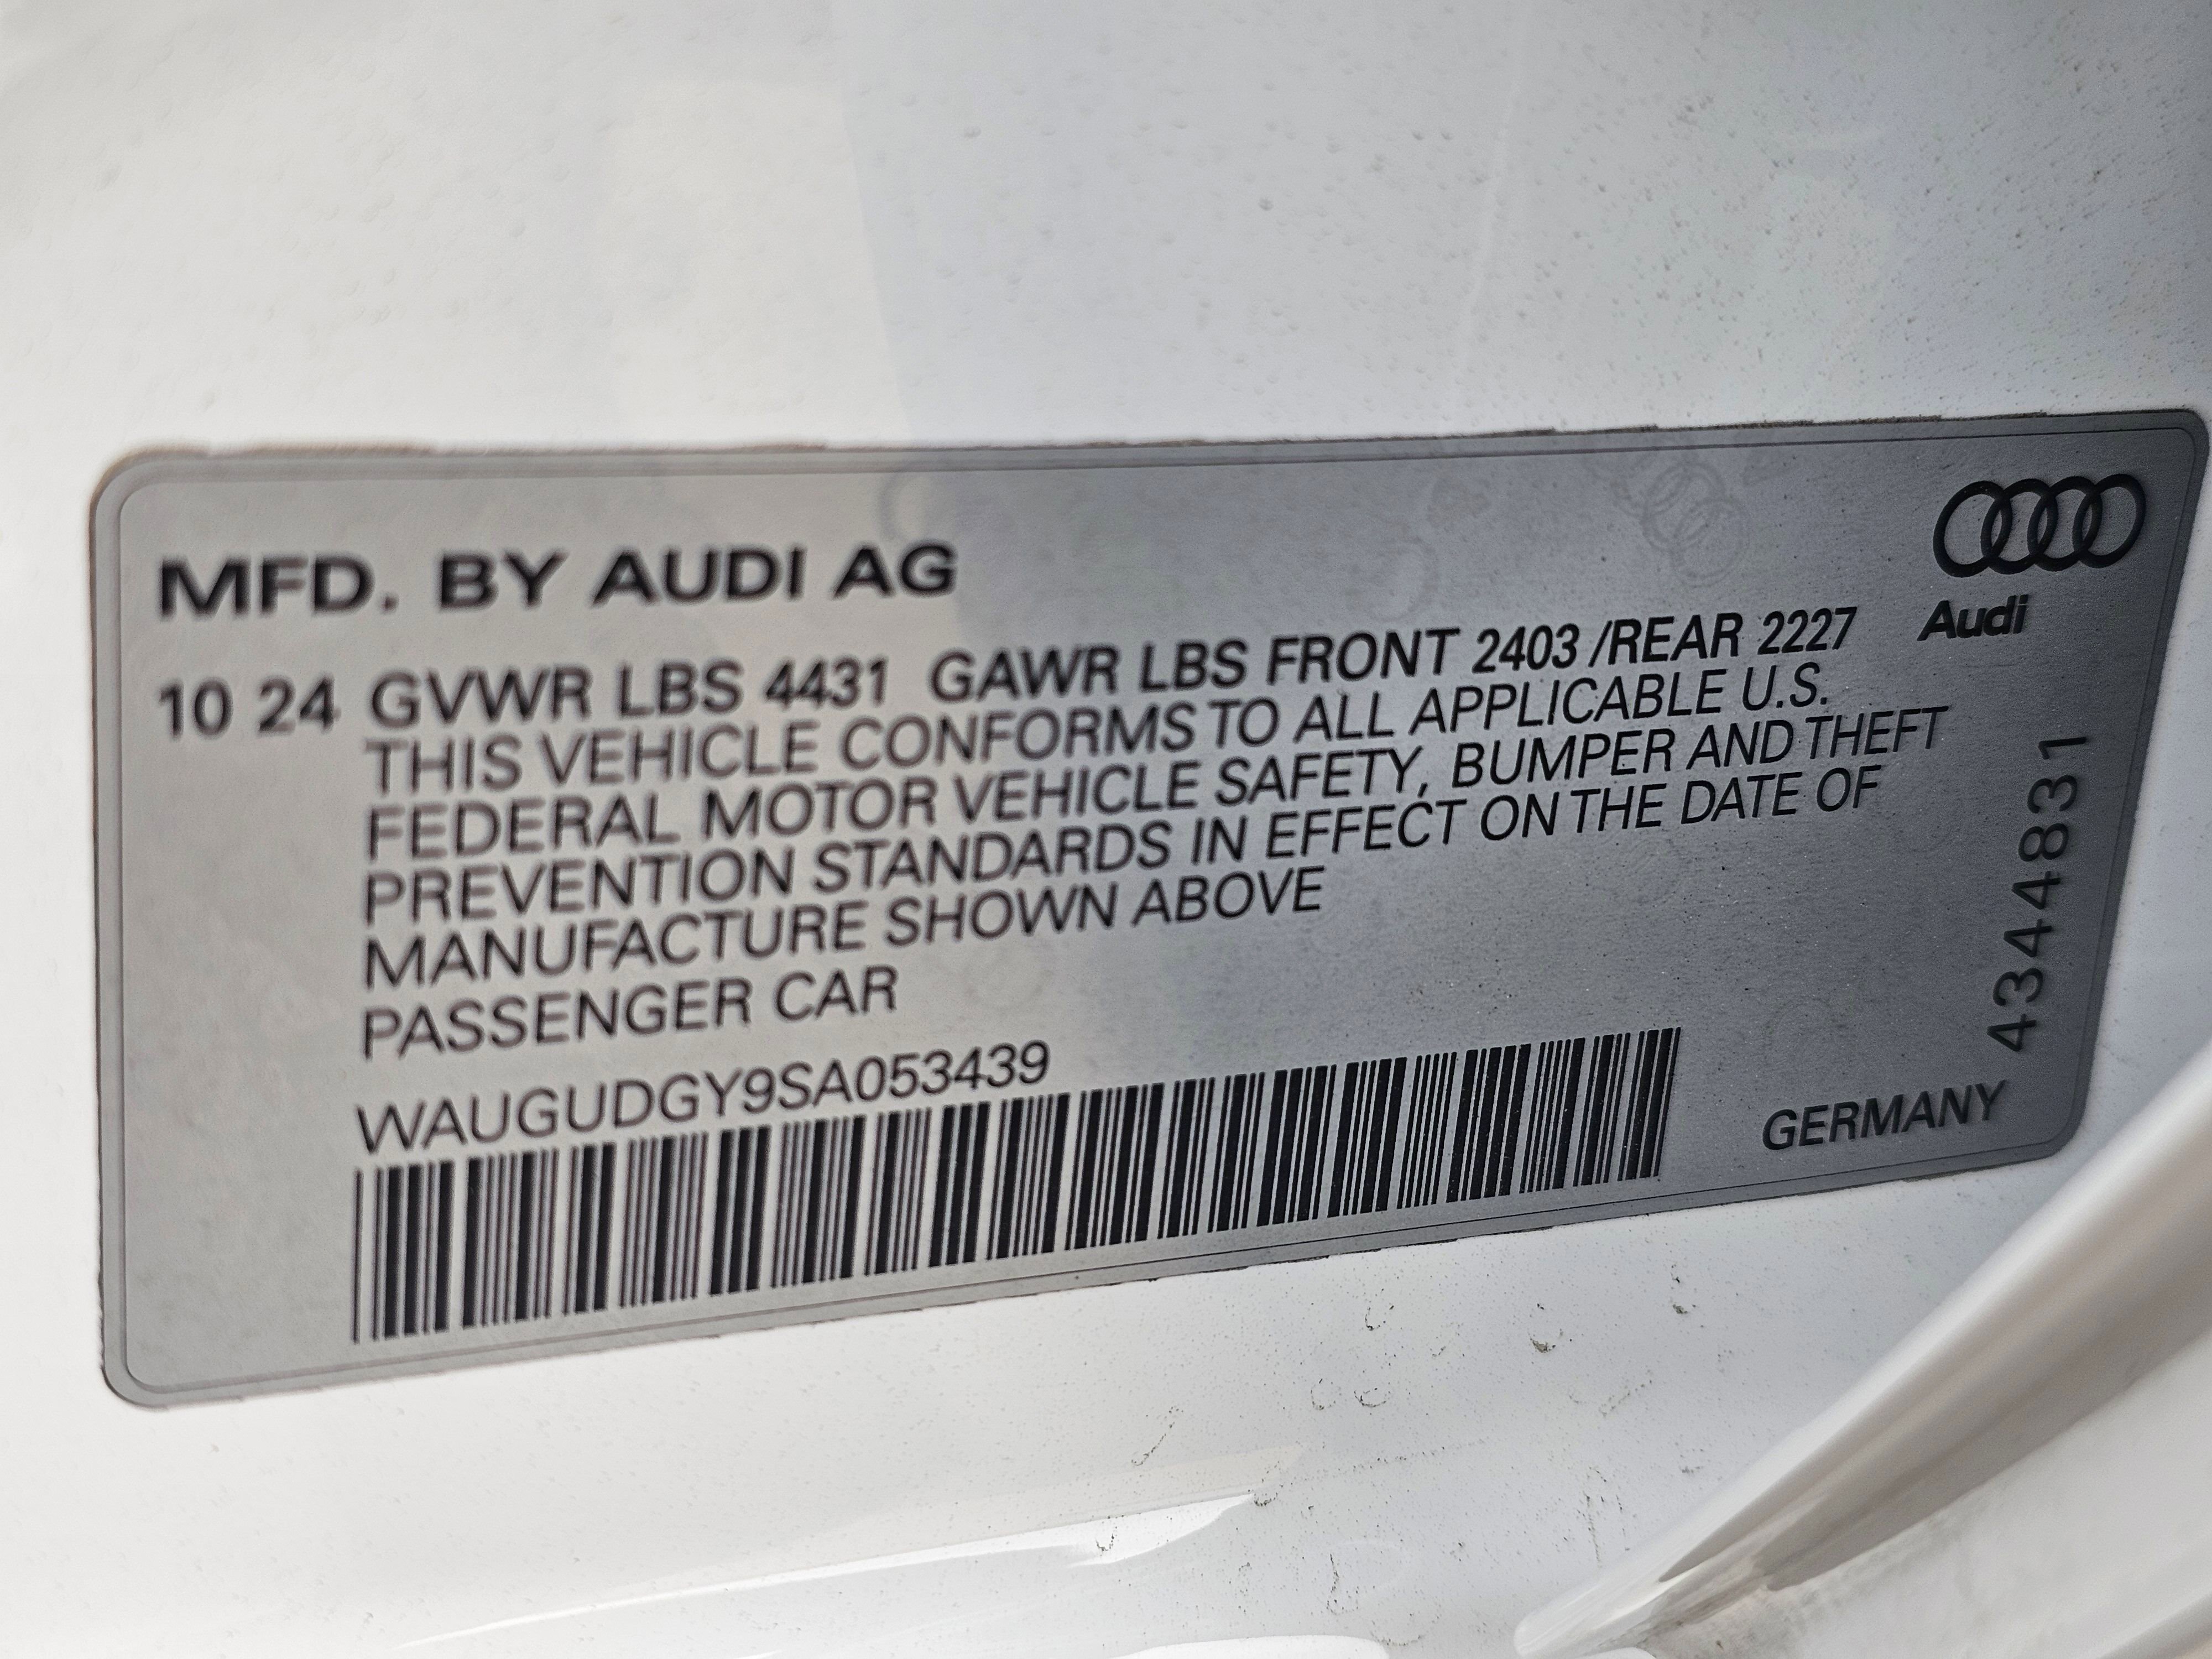 MFD. BY AUDI AG
Audi
10 24 GVWR LBS 4431 GAWR LBS FRONT 2403 /REAR 2227
THIS VEHICLE CONFORMS TO ALL APPLICABLE U.S.
FEDERAL MOTOR VEHICLE SAFETY, BUMPER AND THEFT
PREVENTION STANDARDS IN EFFECT ON THE DATE OF
MANUFACTURE SHOWN ABOVE
PASSENGER CAR
WAUGUDGY9SA053439
GERMANY
4344831